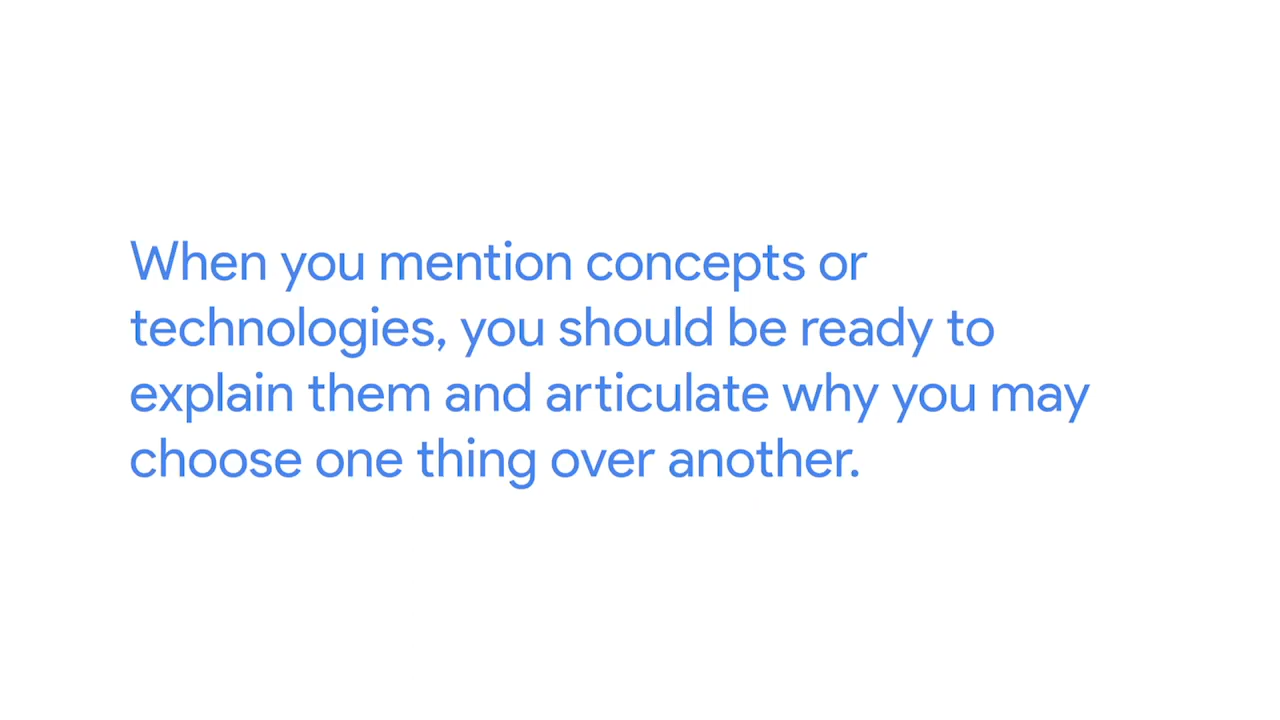 When you mention concepts or
technologies, you should be ready to
explain them and articulate why you may
choose one thing over another.